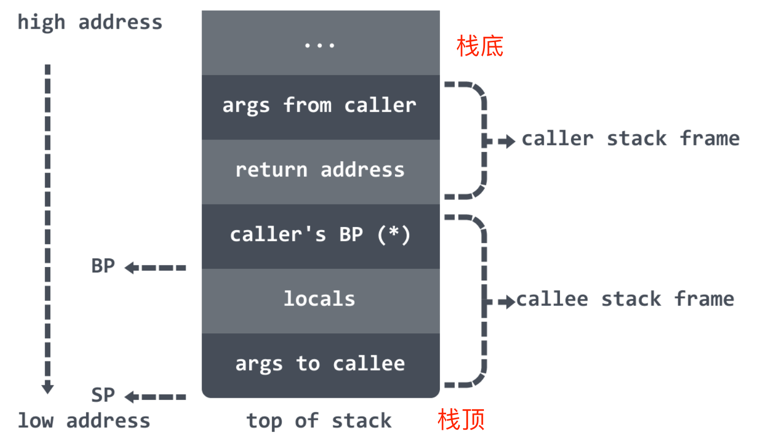 high address
...
栈底
args from caller
caller stack frame
return address
caller's BP (*)
BP
locals
callee stack frame
args to callee
SP
low address
top of stack
栈顶